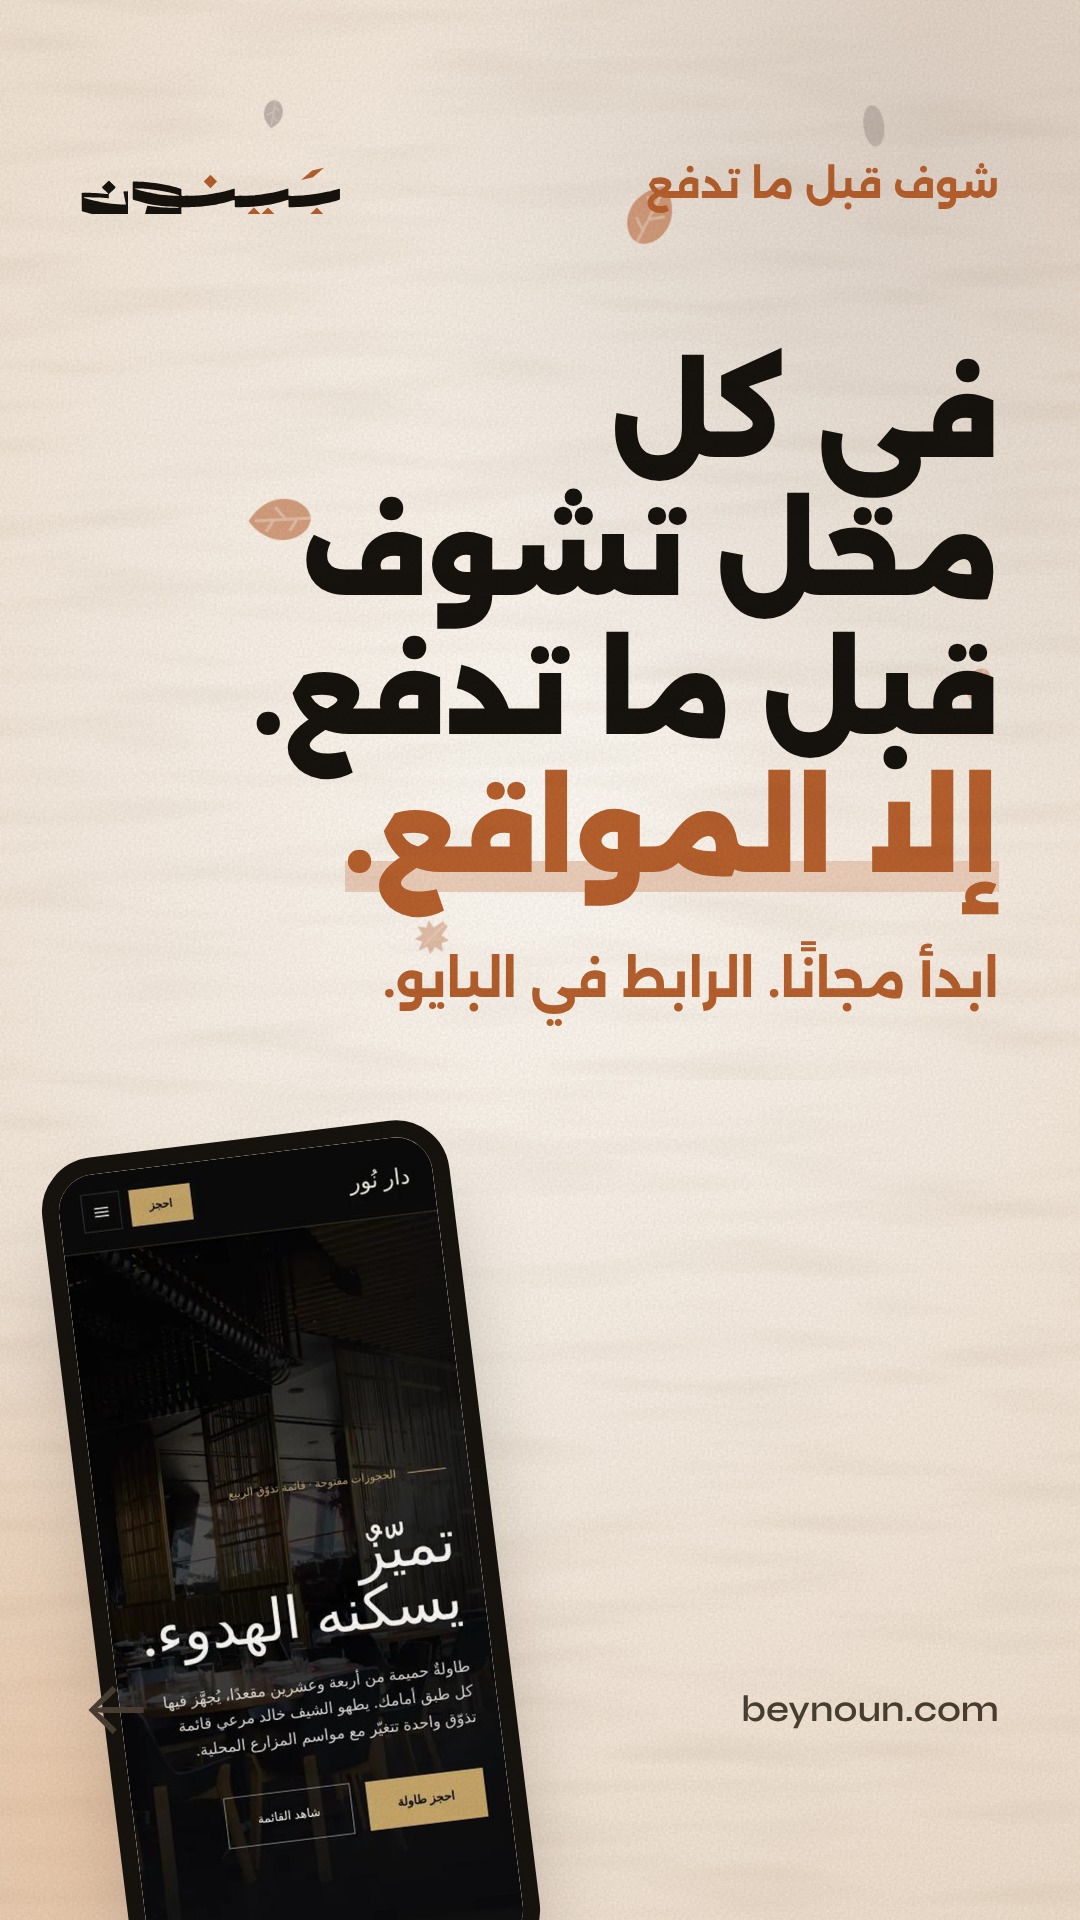 شوف قبل ما تدفع
بَينون
في كل
محل تشوف
قبل ما تدفع.
إلا المواقع.
ابدأ مجانًا. الرابط في البايو.
دار نُور
احجز
الحجوزات مفتوحة · قائمة تذوّق الربيع
تميّزٌ
يسكنه الهدوء.
طاولةٌ حميمة من أربعة وعشرين مقعدًا، يُجهَّز فيها
كل طبق أمامك. يطهو الشيف خالد مرعي قائمة
تذوّق واحدة تتغيّر مع مواسم المزارع المحلية.
احجز طاولة
شاهد القائمة
beynoun.com